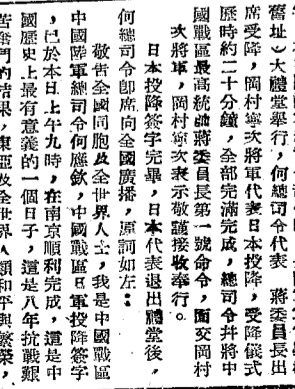 舊址)大禮堂舉行,何總司令代表 蔣委員長出
席受降,岡村寧次將軍代表日本投降,受降儀式
歷時約二十分鐘,全部完滿完成,總司令幷將中
國戰區最高統帥蔣委員長第一號命令,面交岡村
次將軍,岡村寧次表示敬謹接收奉行。
日本投降簽字完畢,日本代表退出禮堂後,
何總司令卽席向全國廣播,原詞如左:
敬告全國同胞及全世界人士,我是中國戰區
中國陸軍總司令何應欽,中國戰區日軍投降簽字
,已於本日上午九時,在南京順利完成,這是中
國歷史上最有意義的一個日子,這是八年抗戰艱
苦奮鬥的結果,東亞及全世界人類和平與繁榮,